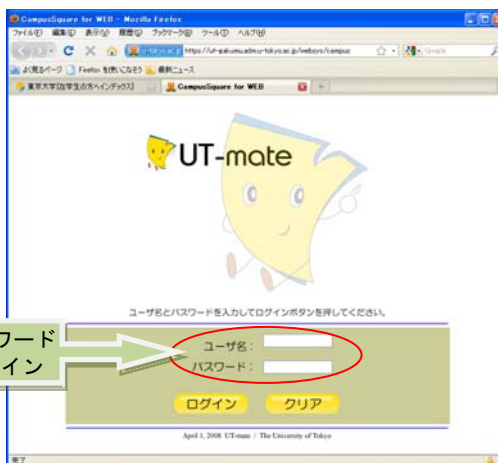 CampusSquare for WEB - Mozilla Firefox
ファイル(F) 編集(E) 表示(V) 履歴(S) ブックマーク(B) ツール(T) ヘルプ(H)
https://ut-gakumu.adm.u-tokyo.ac.jp/websys/campus
Google
よく見るページ Firefox を使いこなそう 最新ニュース
東京大学[在学生の方へインデックス] CampusSquare for WEB
UT-mate
ユーザ名とパスワードを入力してログインボタンを押してください。
ワード
イン
ユーザ名：
パスワード：
ログイン クリア
April 1, 2008 UT-mate / The University of Tokyo
完了